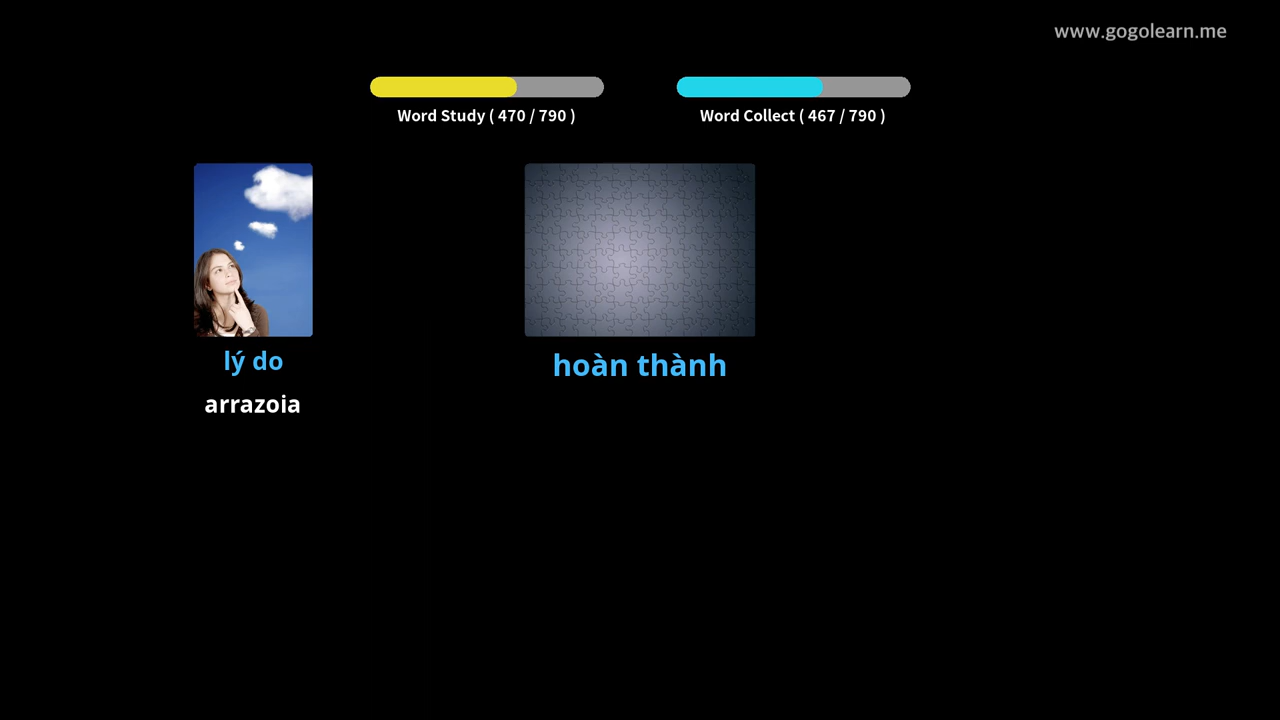 www.gogolearn.me
Word Study ( 470 / 790 )
Word Collect ( 467 / 790 )
lý do
arrazoia
hoàn thành